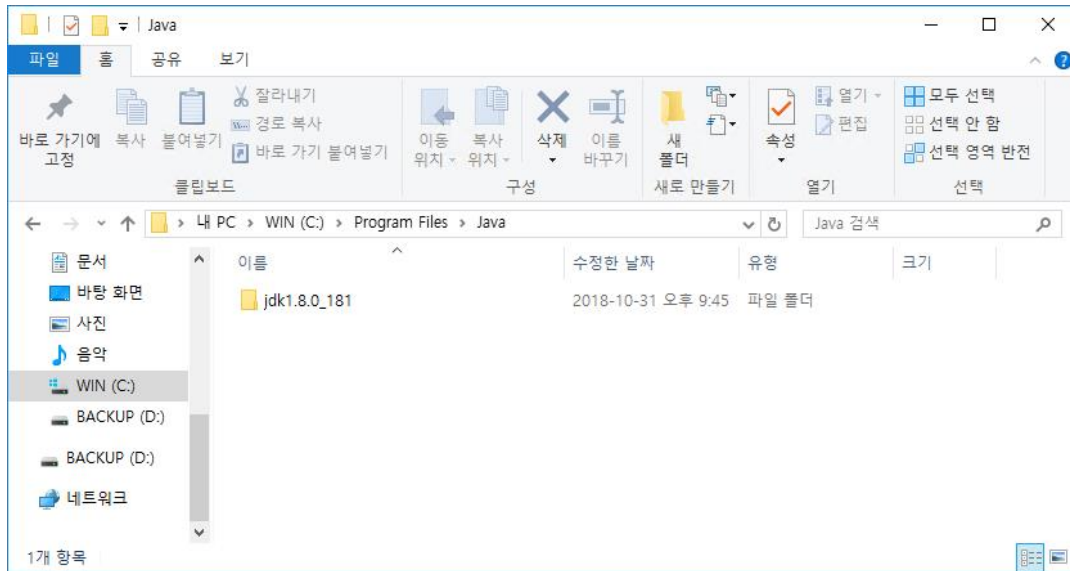 Java
파일 홈 공유 보기
바로 가기에 고정
복사
붙여넣기
잘라내기
경로 복사
바로 가기 붙여넣기
클립보드
이동 위치
복사 위치
삭제
이름 바꾸기
구성
새 폴더
새로 만들기
속성
열기
편집
열기
모두 선택
선택 안 함
선택 영역 반전
선택
내 PC > WIN (C:) > Program Files > Java
Java 검색
문서
바탕 화면
사진
음악
WIN (C:)
BACKUP (D:)
BACKUP (D:)
네트워크
이름 수정한 날짜 유형 크기
jdk1.8.0_181 2018-10-31 오후 9:45 파일 폴더
1개 항목